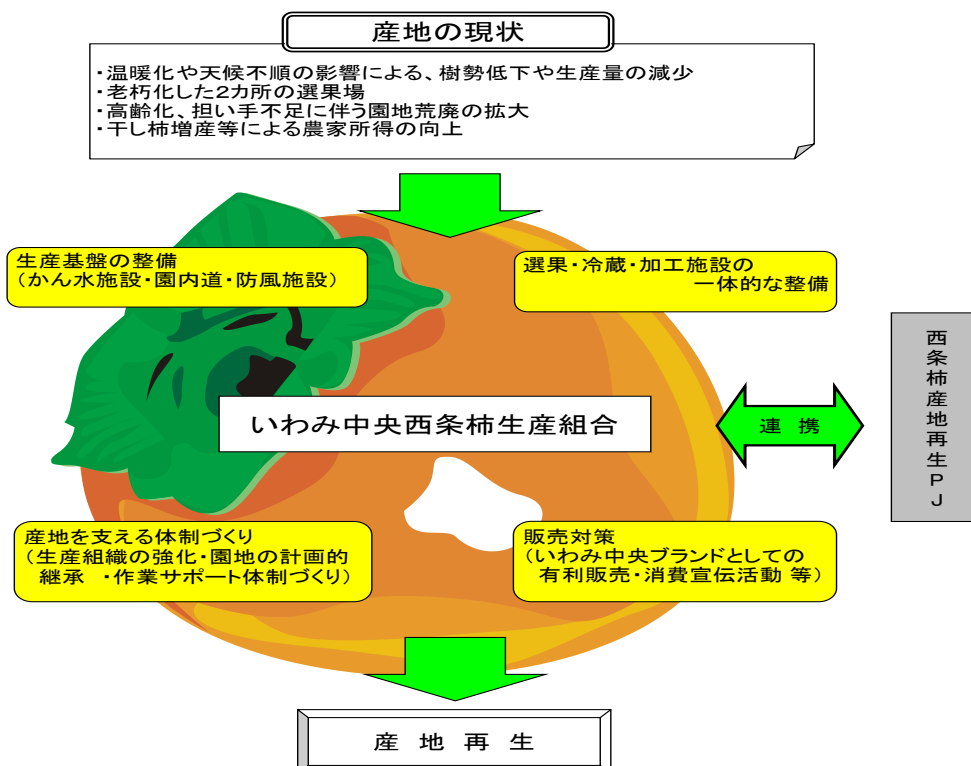 産地の現状
・温暖化や天候不順の影響による、樹勢低下や生産量の減少
・老朽化した2カ所の選果場
・高齢化、担い手不足に伴う園地荒廃の拡大
・干し柿増産等による農家所得の向上
生産基盤の整備
(かん水施設・園内道・防風施設)
選果・冷蔵・加工施設の
一体的な整備
いわみ中央西条柿生産組合
連携
西条柿産地再生PJ
産地を支える体制づくり
(生産組織の強化・園地の計画的
継承 ・作業サポート体制づくり)
販売対策
(いわみ中央ブランドとしての
有利販売・消費宣伝活動 等)
産地再生